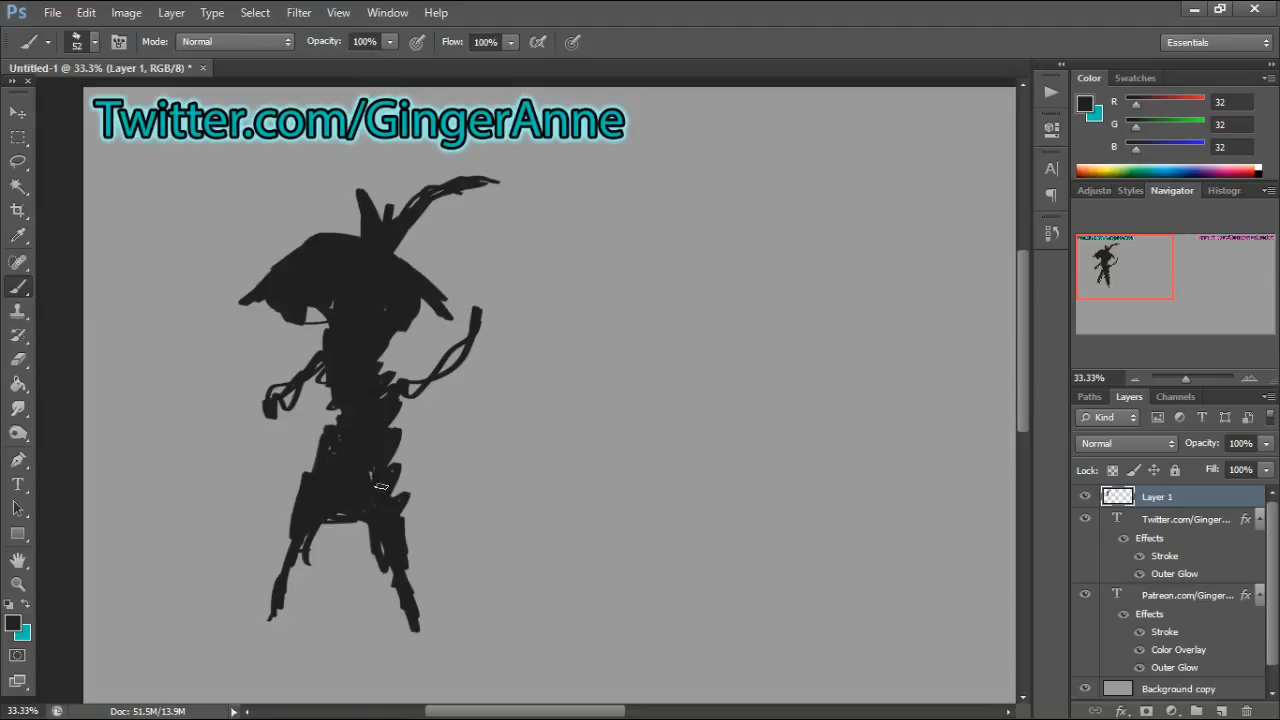 Ps File Edit Image Layer Type Select Filter View Window Help
52 Mode: Normal Opacity: 100% Flow: 100% Essentials
Untitled-1 @ 33.3% (Layer 1, RGB/8) *
Twitter.com/GingerAnne
Color Swatches
R 32
G 32
B 32
Adjustn Styles Navigator Histogr
33.33%
Paths Layers Channels
Kind
Normal Opacity: 100%
Lock: Fill: 100%
Layer 1
Twitter.com/Ginger... fx
Effects
Stroke
Outer Glow
Patreon.com/Ginger... fx
Effects
Stroke
Color Overlay
Outer Glow
Background copy
33.33% Doc: 51.5M/13.9M